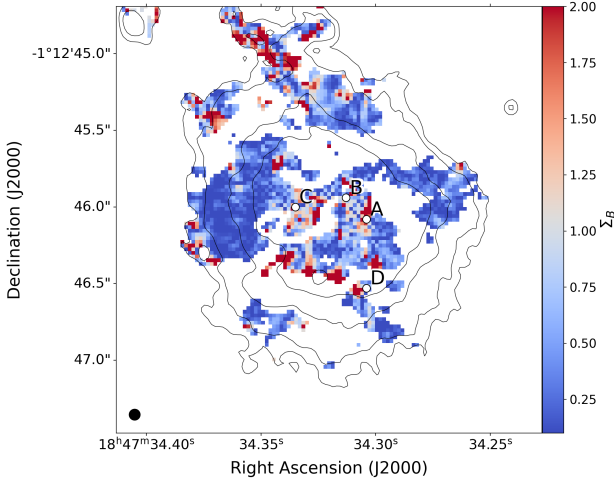 2.00
-1°12'45.0"
1.75
45.5"
1.50
1.25
B
C
46.0"
A
1.00
Σ_B
Declination (J2000)
46.5"
D
0.75
0.50
47.0"
0.25
18ʰ47ᵐ34.40ˢ 34.35ˢ 34.30ˢ 34.25ˢ
Right Ascension (J2000)